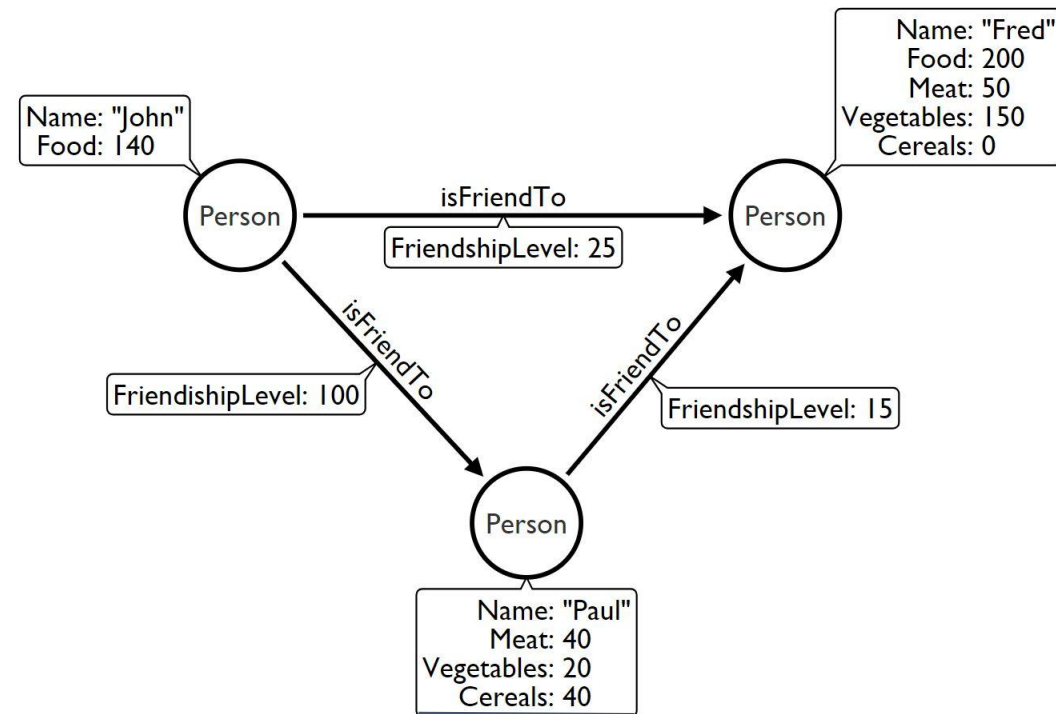 Name: "Fred"
Food: 200
Meat: 50
Vegetables: 150
Cereals: 0
Name: "John"
Food: 140
Person
isFriendTo
Person
FriendshipLevel: 25
isFriendTo
isFriendTo
FriendishipLevel: 100
FriendshipLevel: 15
Person
Name: "Paul"
Meat: 40
Vegetables: 20
Cereals: 40